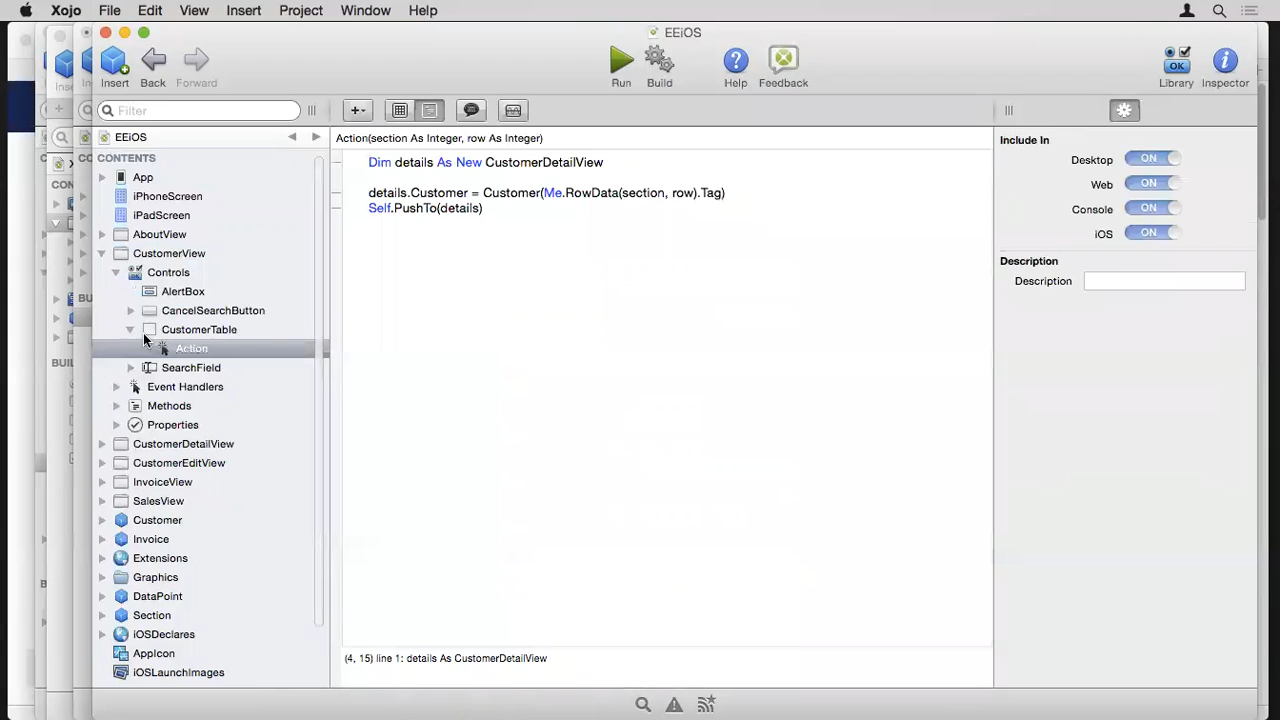 Xojo File Edit View Insert Project Window Help
EEiOS
Insert Back Forward Run Build Help Feedback OK Library Inspector
Filter
EEiOS
Action(section As Integer, row As Integer)
CONTENTS
App
iPhoneScreen
iPadScreen
AboutView
CustomerView
Controls
AlertBox
CancelSearchButton
CustomerTable
Action
SearchField
Event Handlers
Methods
Properties
CustomerDetailView
CustomerEditView
InvoiceView
SalesView
Customer
Invoice
Extensions
Graphics
DataPoint
Section
iOSDeclares
AppIcon
iOSLaunchImages
Dim details As New CustomerDetailView
details.Customer = Customer(Me.RowData(section, row).Tag)
Self.PushTo(details)
(4, 15) line 1: details As CustomerDetailView
Include In
Desktop ON
Web ON
Console ON
iOS ON
Description
Description